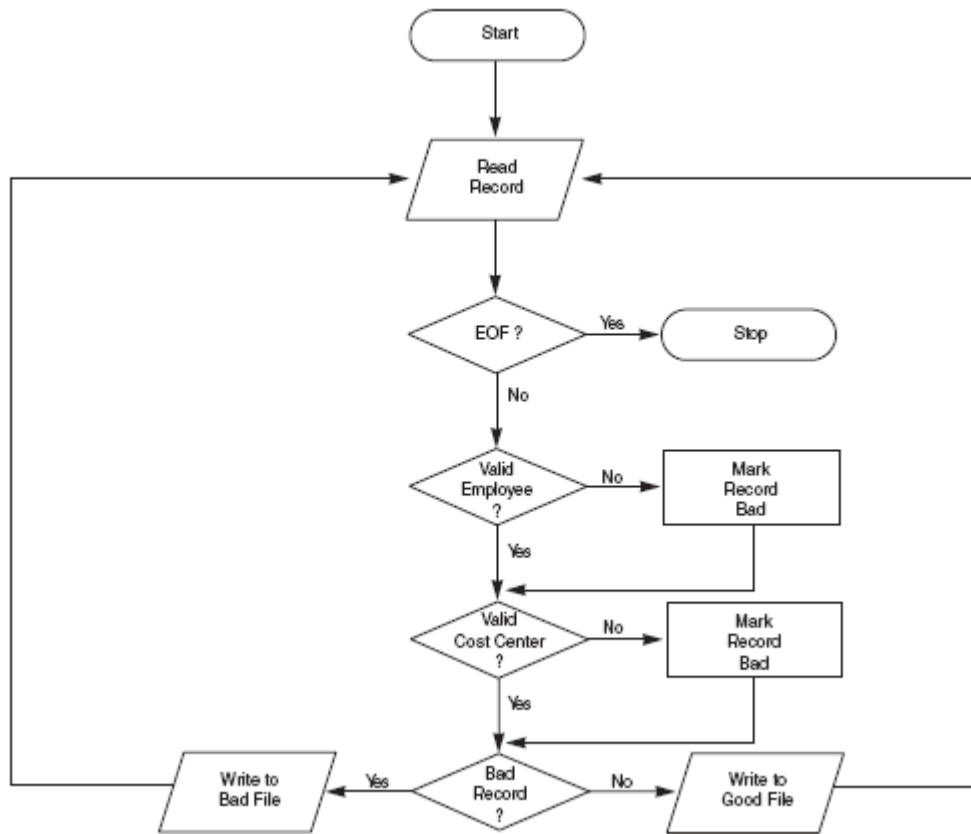 Start
Read
Record
EOF ?
Yes
Stop
No
Valid
Employee
?
No
Mark
Record
Bad
Yes
Valid
Cost Center
?
No
Mark
Record
Bad
Yes
Write to
Bad File
Yes
Bad
Record
?
No
Write to
Good File